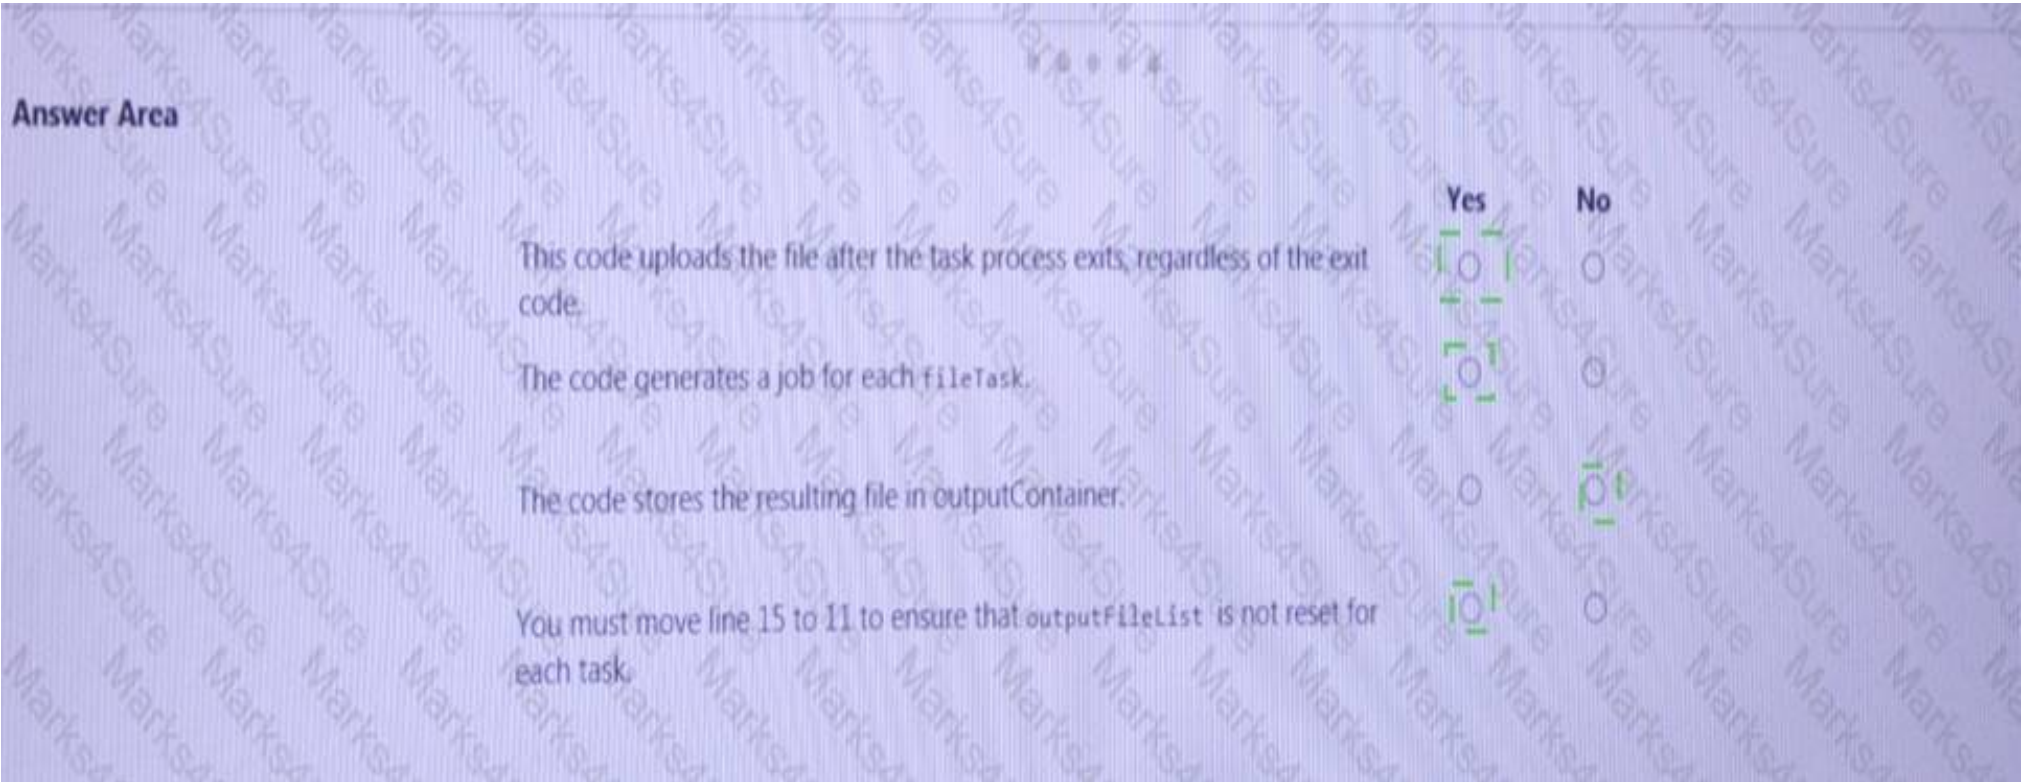 Answer Area
Yes No
This code uploads the file after the task process exits, regardless of the exit
code.
The code generates a job for each fileTask.
The code stores the resulting file in outputContainer.
You must move line 15 to 11 to ensure that outputFileList is not reset for
each task.
Marks4Sure